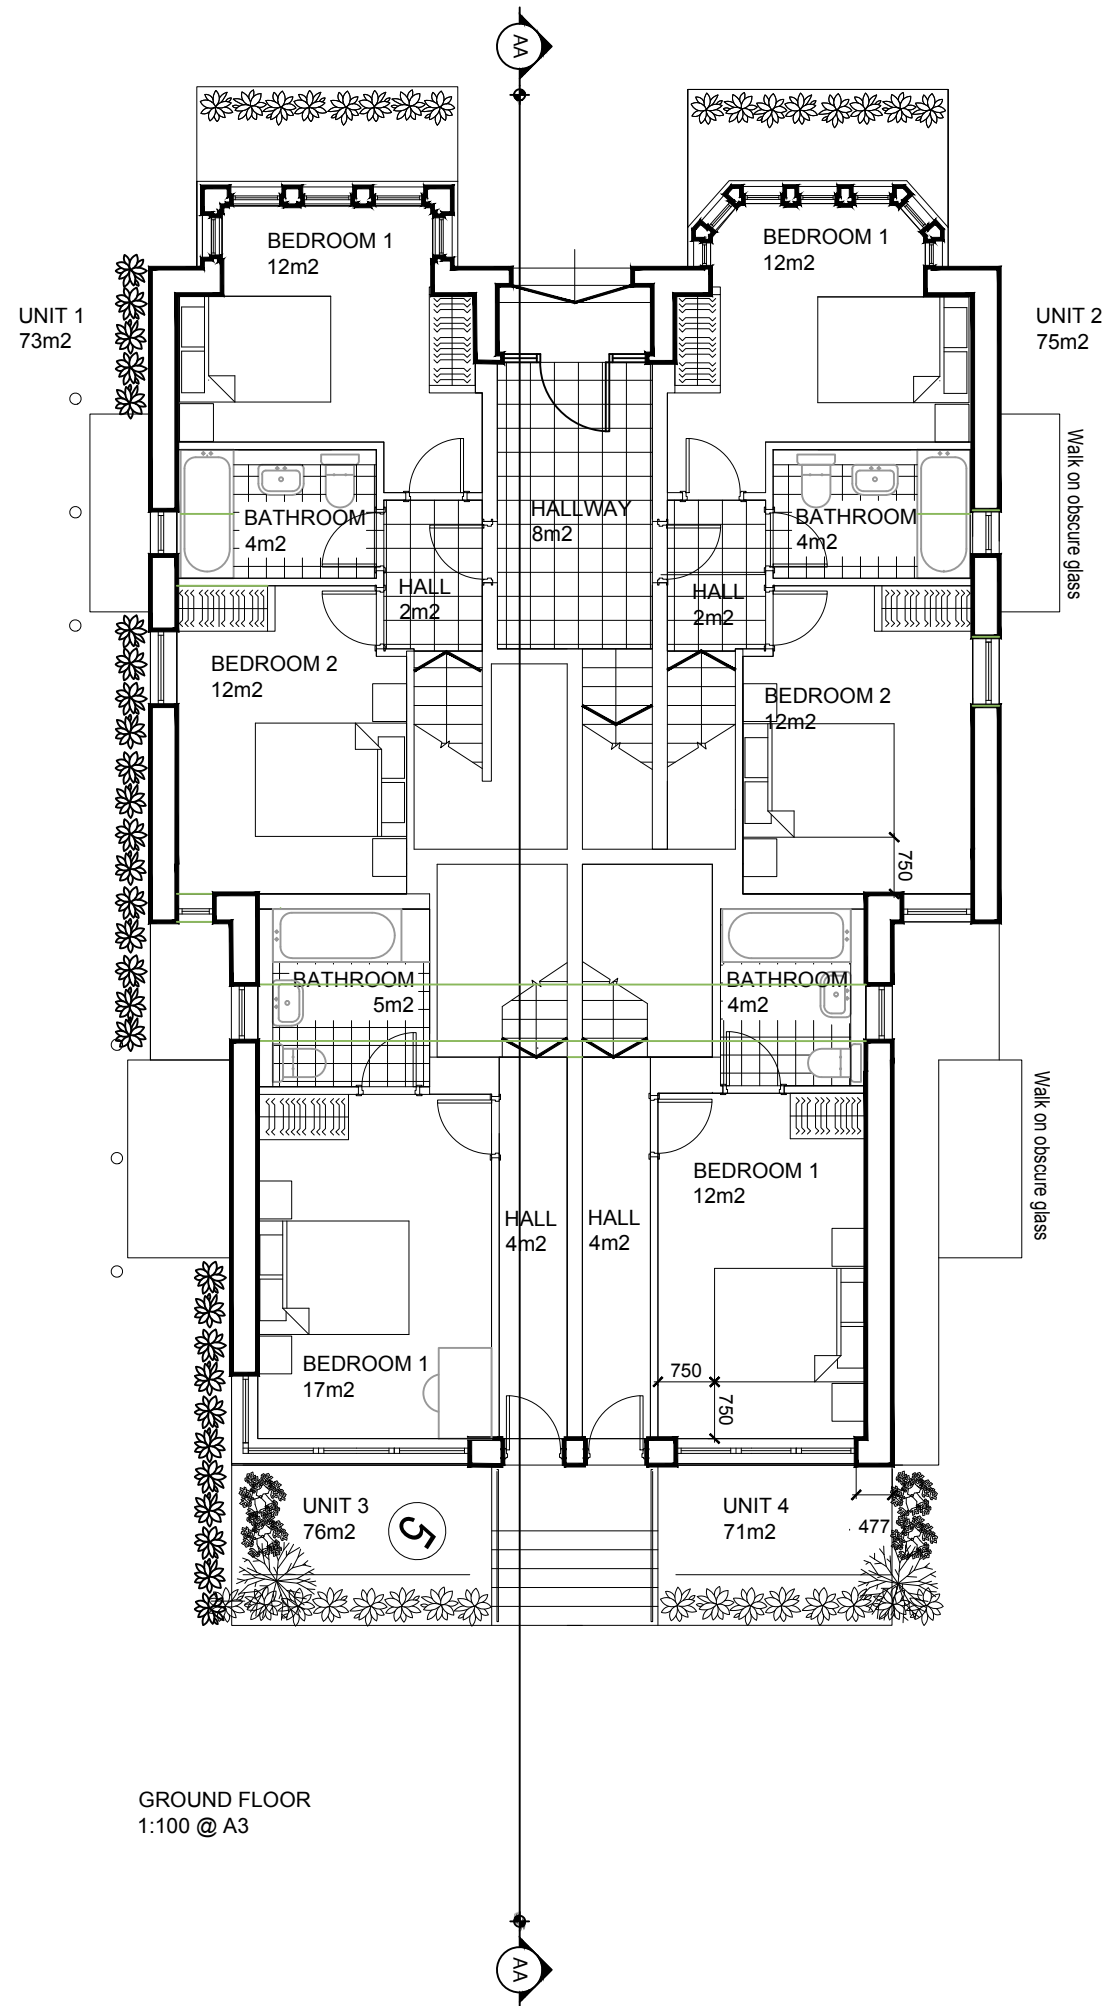 AA
BEDROOM 1
12m2
BEDROOM 1
12m2
UNIT 1
73m2
UNIT 2
75m2
Walk on obscure glass
HALLWAY
8m2
BATHROOM
4m2
BATHROOM
4m2
HALL
2m2
HALL
2m2
BEDROOM 2
12m2
BEDROOM 2
12m2
750
BATHROOM
5m2
BATHROOM
4m2
Walk on obscure glass
BEDROOM 1
12m2
HALL
4m2
HALL
4m2
BEDROOM 1
17m2
750
750
UNIT 3
76m2
5
UNIT 4
71m2
477
GROUND FLOOR
1:100 @ A3
AA